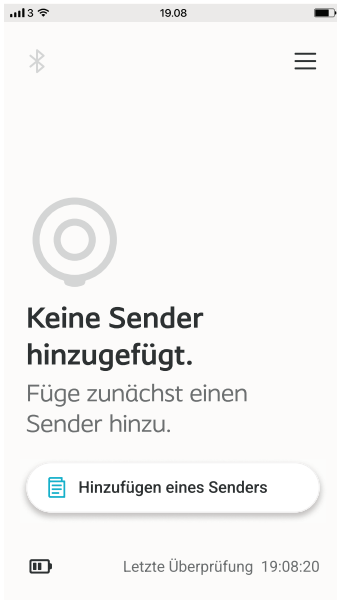 3 19.08
Keine Sender
hinzugefügt.
Füge zunächst einen
Sender hinzu.
Hinzufügen eines Senders
Letzte Überprüfung 19:08:20